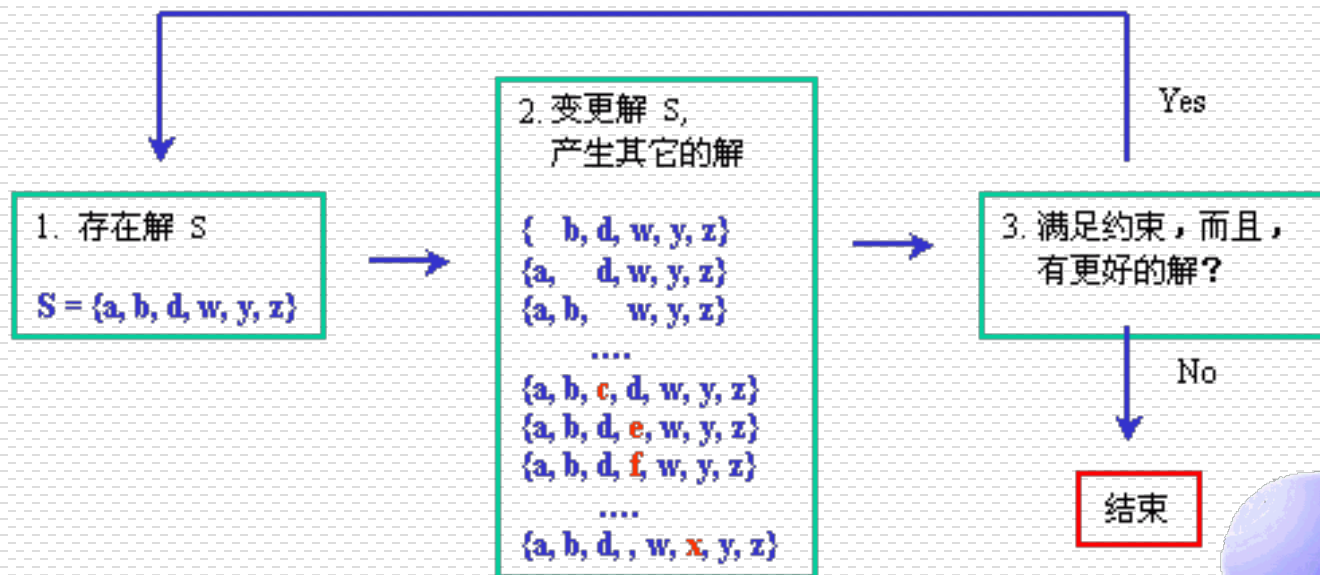 Yes
1. 存在解 S
S = {a, b, d, w, y, z}
2. 变更解 S,
产生其它的解
{ b, d, w, y, z}
{a, d, w, y, z}
{a, b, w, y, z}
....
{a, b, c, d, w, y, z}
{a, b, d, e, w, y, z}
{a, b, d, f, w, y, z}
....
{a, b, d, , w, x, y, z}
3. 满足约束，而且，
有更好的解？
No
结束